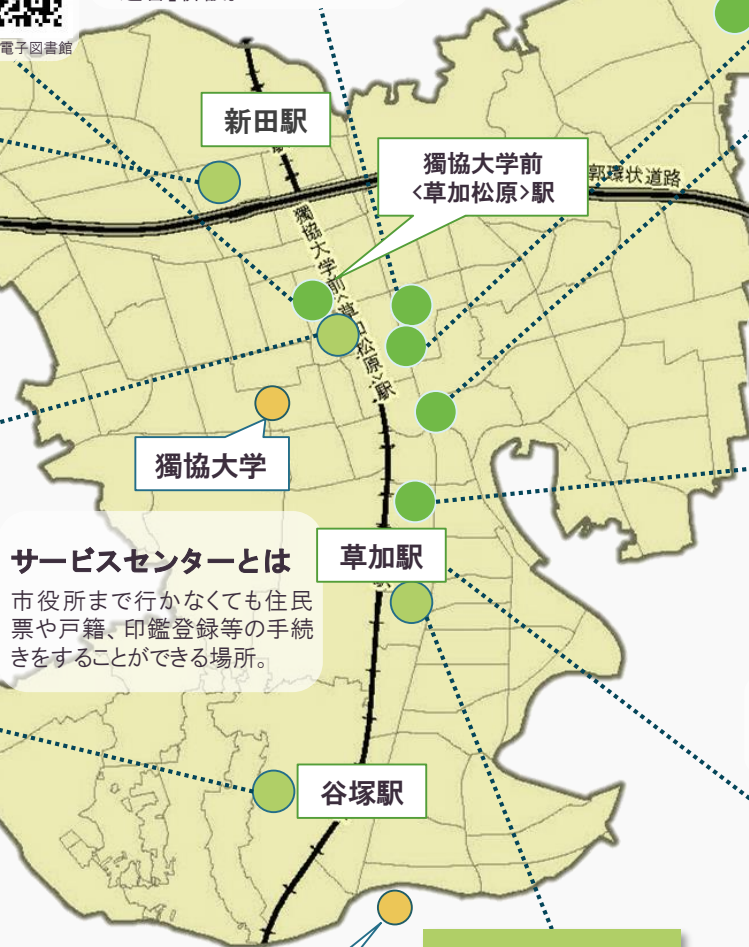 電子図書館
新田駅
獨協大学前
<草加松原>駅
郭環状道路
獨協大学前<草加松原>駅
獨協大学
サービスセンターとは
市役所まで行かなくても住民
票や戸籍、印鑑登録等の手続
きをすることができる場所。
草加駅
谷塚駅